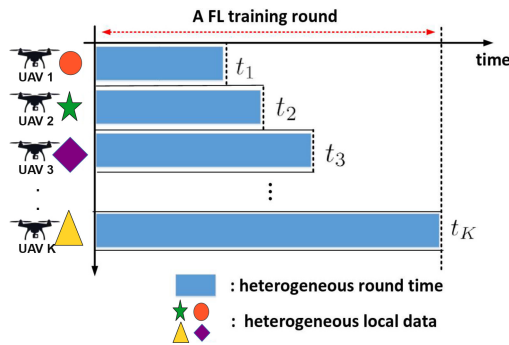 A FL training round
time
UAV 1
t₁
UAV 2
t₂
UAV 3
t₃
.
.
⋮
UAV K
t_K
: heterogeneous round time
: heterogeneous local data